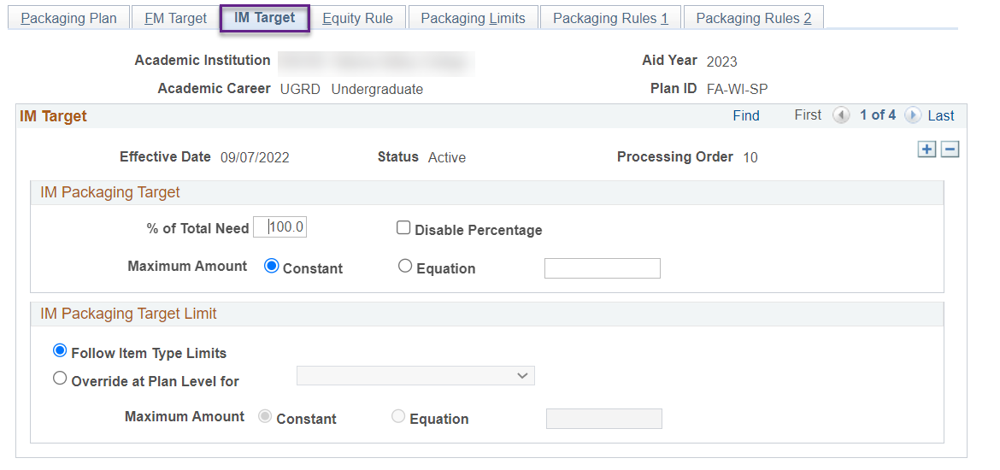 Packaging Plan FM Target IM Target Equity Rule Packaging Limits Packaging Rules 1 Packaging Rules 2
Academic Institution Aid Year 2023
Academic Career UGRD Undergraduate Plan ID FA-WI-SP
IM Target Find First 1 of 4 Last
Effective Date 09/07/2022 Status Active Processing Order 10
IM Packaging Target
% of Total Need 100.0 Disable Percentage
Maximum Amount Constant Equation
IM Packaging Target Limit
Follow Item Type Limits
Override at Plan Level for
Maximum Amount Constant Equation